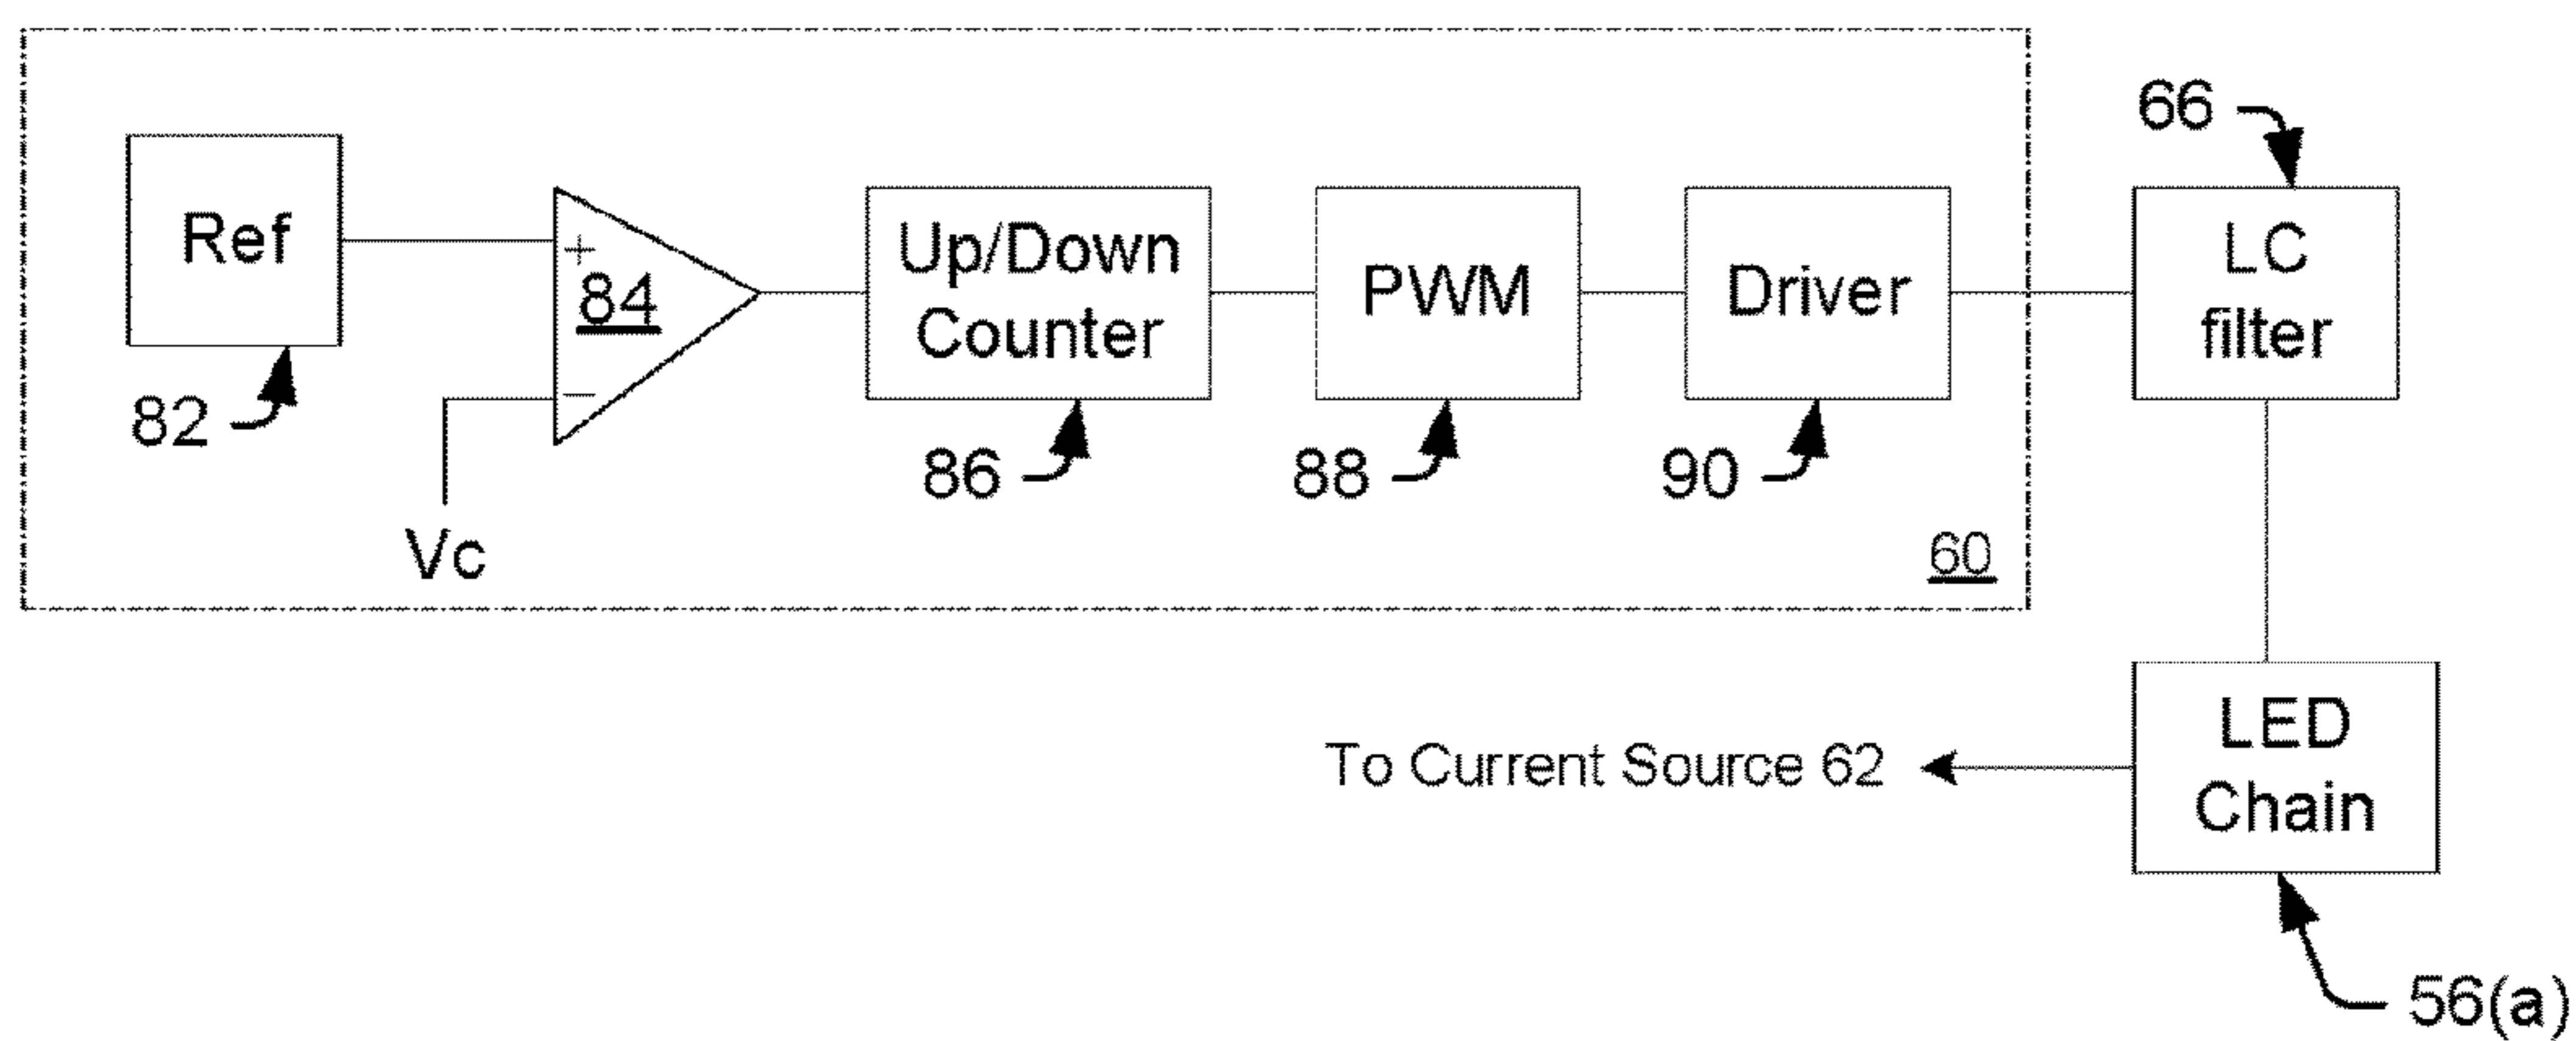 66
Ref
+
84
−
Up/Down
Counter
PWM
Driver
LC
filter
82
86
88
90
Vc
60
LED
Chain
To Current Source 62
56(a)